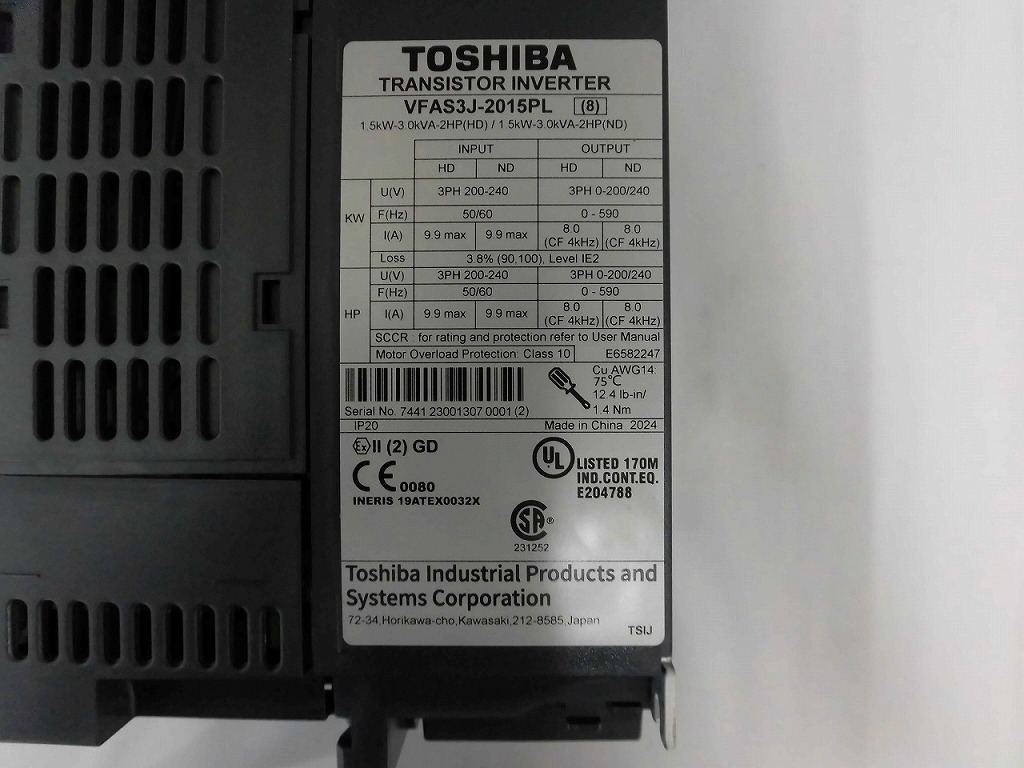 TOSHIBA
TRANSISTOR INVERTER
VFAS3J-2015PL (8)
1.5kW-3.0kVA-2HP(HD) / 1.5kW-3.0kVA-2HP(ND)
INPUT OUTPUT
HD ND HD ND
KW U(V) 3PH 200-240 3PH 0-200/240
F(Hz) 50/60 0 - 590
I(A) 9.9 max 9.9 max 8.0 (CF 4kHz) 8.0 (CF 4kHz)
Loss 3.8% (90,100), Level IE2
HP U(V) 3PH 200-240 3PH 0-200/240
F(Hz) 50/60 0 - 590
I(A) 9.9 max 9.9 max 8.0 (CF 4kHz) 8.0 (CF 4kHz)
SCCR : for rating and protection refer to User Manual
Motor Overload Protection: Class 10 E6582247
Cu AWG14:
75°C
12.4 lb-in/
1.4 Nm
Serial No. 7441 23001307 0001 (2)
IP20 Made in China 2024
Ex II (2) GD
CE 0080
INERIS 19ATEX0032X
UL LISTED 170M
IND.CONT.EQ.
E204788
SA ®
231252
Toshiba Industrial Products and
Systems Corporation
72-34,Horikawa-cho,Kawasaki,212-8585,Japan
TSIJ